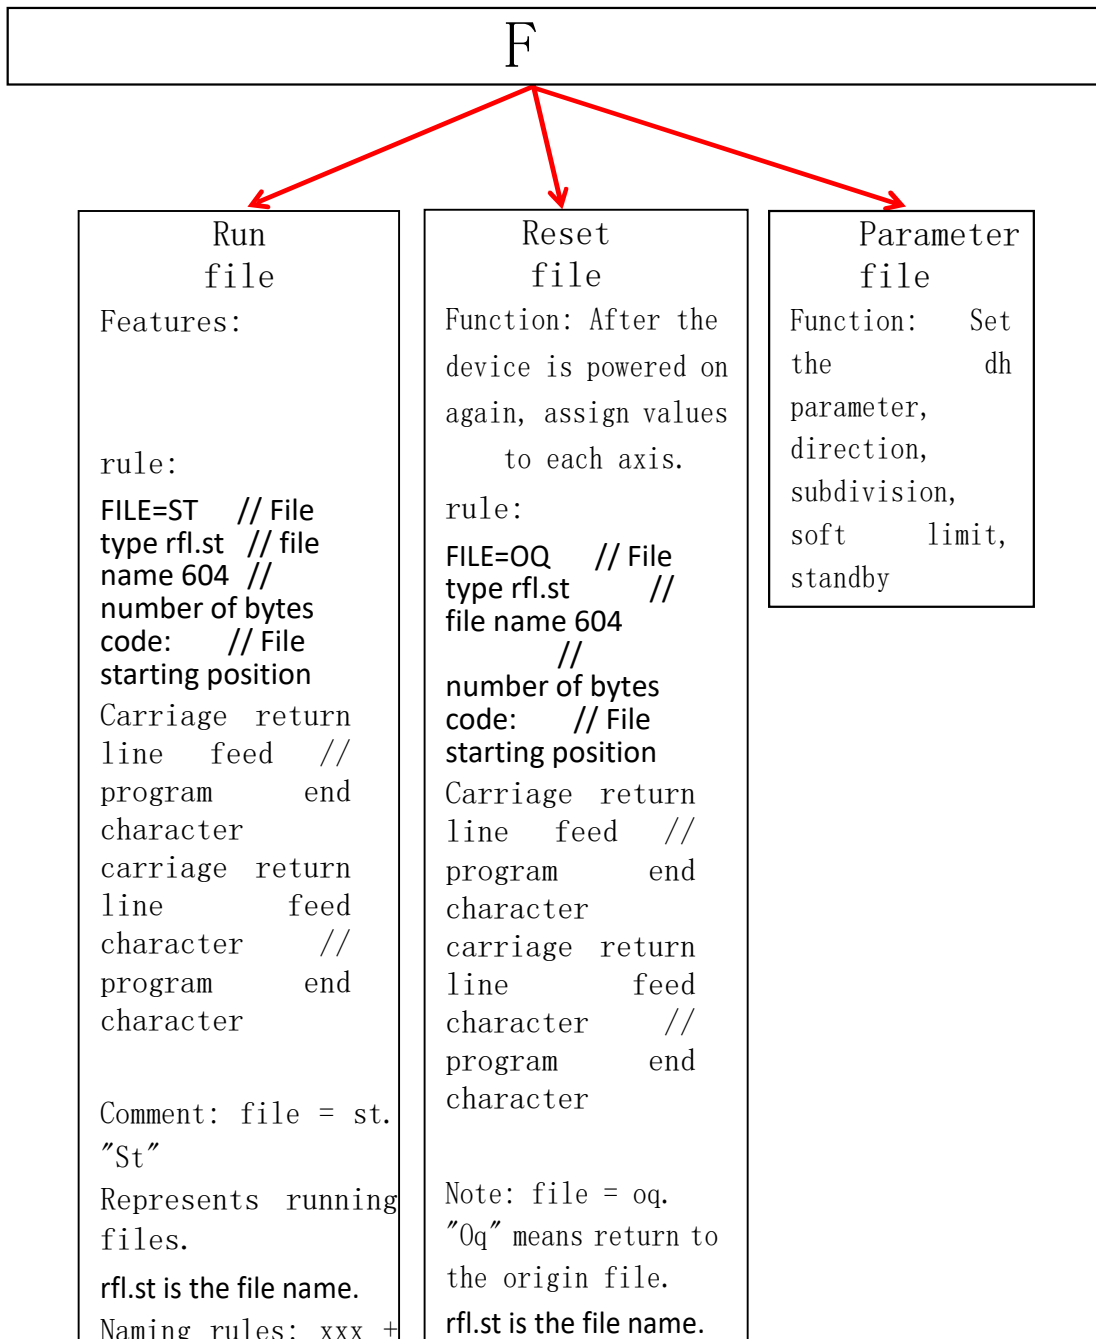 F
Run
file
Features:
rule:
FILE=ST // File
type rfl.st // file
name 604 //
number of bytes
code: // File
starting position
Carriage return
line feed //
program end
character
carriage return
line feed
character //
program end
character
Comment: file = st.
"St"
Represents running
files.
rfl.st is the file name.
Naming rules: xxx +
Reset
file
Function: After the
device is powered on
again, assign values
to each axis.
rule:
FILE=OQ // File
type rfl.st //
file name 604
//
number of bytes
code: // File
starting position
Carriage return
line feed //
program end
character
carriage return
line feed
character //
program end
character
Note: file = oq.
"Oq" means return to
the origin file.
rfl.st is the file name.
Parameter
file
Function: Set
the dh
parameter,
direction,
subdivision,
soft limit,
standby